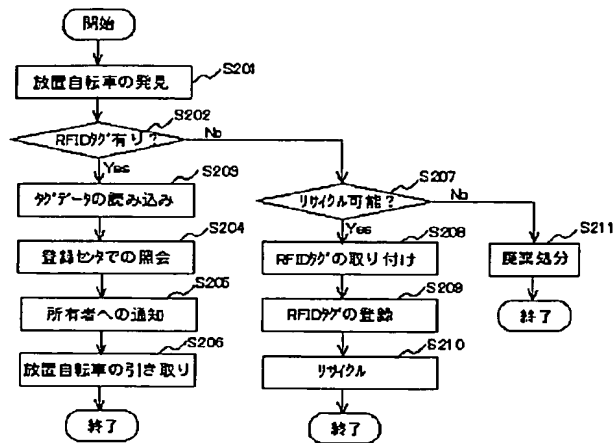 開始
放置自転車の発見
S201
RFIDﾀｸﾞ有り?
S202
No
Yes
ﾀｸﾞデータの読み込み
S203
登録センタでの照会
S204
所有者への通知
S205
放置自転車の引き取り
S206
終了
リサイクル可能?
S207
No
Yes
RFIDﾀｸﾞの取り付け
S208
RFIDﾀｸﾞの登録
S209
リサイクル
S210
終了
廃棄処分
S211
終了